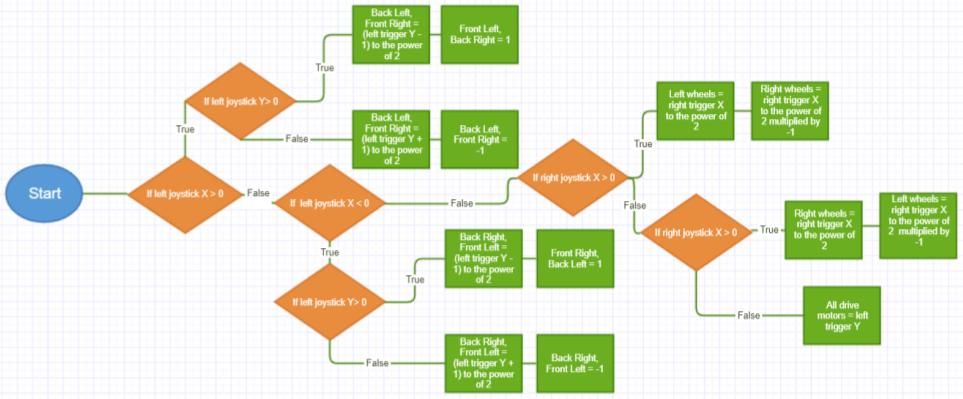 Back Left,
Front Right =
(left trigger Y -
1) to the power
of 2
Front Left,
Back Right = 1
True
If left joystick Y> 0
True
False
Back Left,
Front Right =
(left trigger Y +
1) to the power
of 2
Back Left,
Front Right =
-1
Left wheels =
right trigger X
to the power of
2
Right wheels =
right trigger X
to the power of
2 multiplied by
-1
True
Start
If left joystick X > 0
False
If left joystick X < 0
False
If right joystick X > 0
False
If right joystick X > 0
True
Right wheels =
right trigger X
to the power of
2
Left wheels =
right trigger X
to the power of
2 multiplied by
-1
True
If left joystick Y> 0
True
Back Right,
Front Left =
(left trigger Y -
1) to the power
of 2
Front Right,
Back Left = 1
False
All drive
motors = left
trigger Y
False
Back Right,
Front Left =
(left trigger Y +
1) to the power
of 2
Back Right,
Front Left = -1